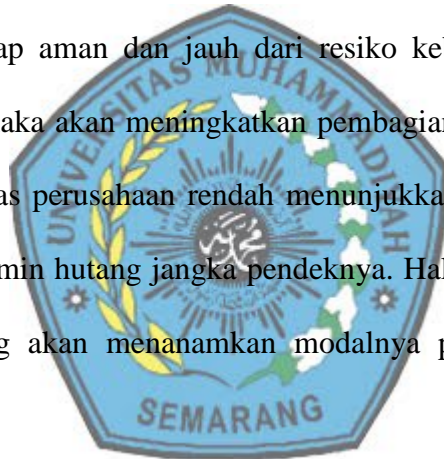 ap aman dan jauh dari resiko keb
UNIVERSITAS MUHAMMADIYAH
aka akan meningkatkan pembagian
as perusahaan rendah menunjukka
min hutang jangka pendeknya. Hal
g akan menanamkan modalnya p
SEMARANG